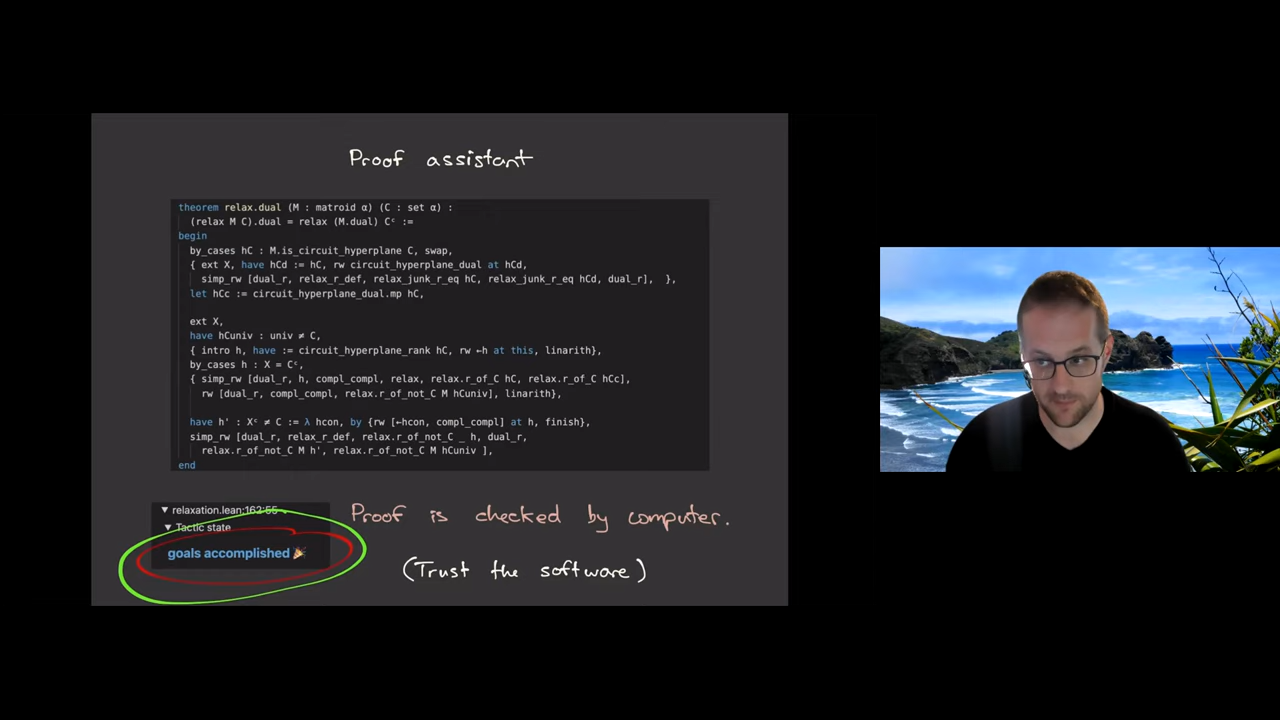 Proof assistant
theorem relax.dual (M : matroid α) (C : set α) :
(relax M C).dual = relax (M.dual) Cᶜ :=
begin
by_cases hC : M.is_circuit_hyperplane C, swap,
{ ext X, have hCd := hC, rw circuit_hyperplane_dual at hCd,
simp_rw [dual_r, relax_r_def, relax_junk_r_eq hC, relax_junk_r_eq hCd, dual_r],  },
let hCc := circuit_hyperplane_dual.mp hC,
ext X,
have hCuniv : univ ≠ C,
{ intro h, have := circuit_hyperplane_rank hC, rw ←h at this, linarith},
by_cases h : X = Cᶜ,
{ simp_rw [dual_r, h, compl_compl, relax, relax.r_of_C hC, relax.r_of_C hCc],
rw [dual_r, compl_compl, relax.r_of_not_C M hCuniv], linarith},
have h' : Xᶜ ≠ C := λ hcon, by {rw [←hcon, compl_compl] at h, finish},
simp_rw [dual_r, relax_r_def, relax.r_of_not_C _ h, dual_r,
relax.r_of_not_C M h', relax.r_of_not_C M hCuniv ],
end
▼ relaxation.lean:162:55
▼ Tactic state
goals accomplished 🎉
Proof is checked by computer.
(Trust the software)